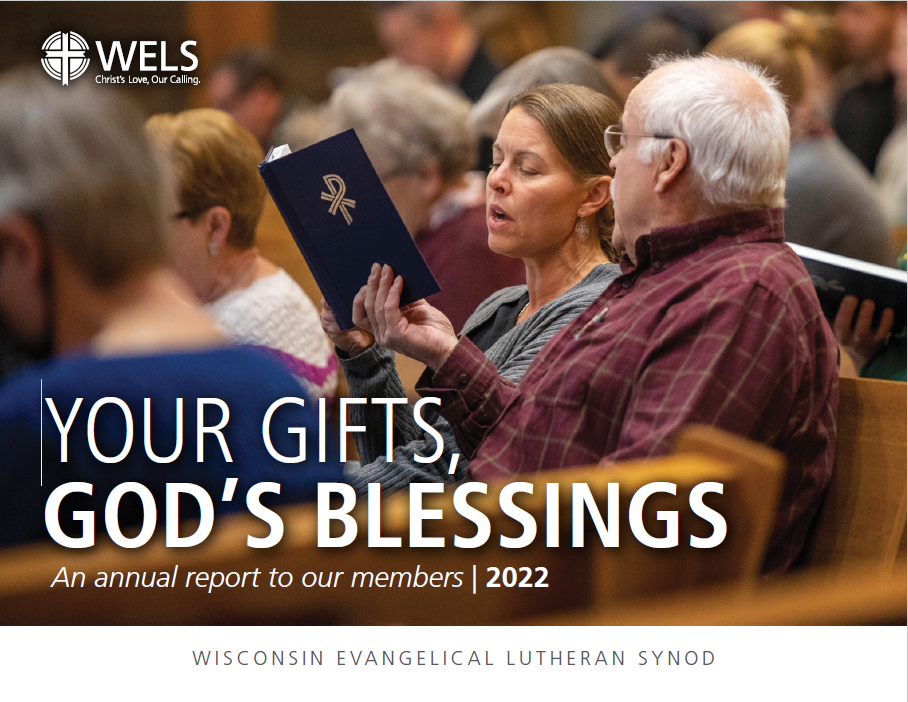 WELS
Christ's Love, Our Calling.
YOUR GIFTS,
GOD'S BLESSINGS
An annual report to our members | 2022
WISCONSIN EVANGELICAL LUTHERAN SYNOD